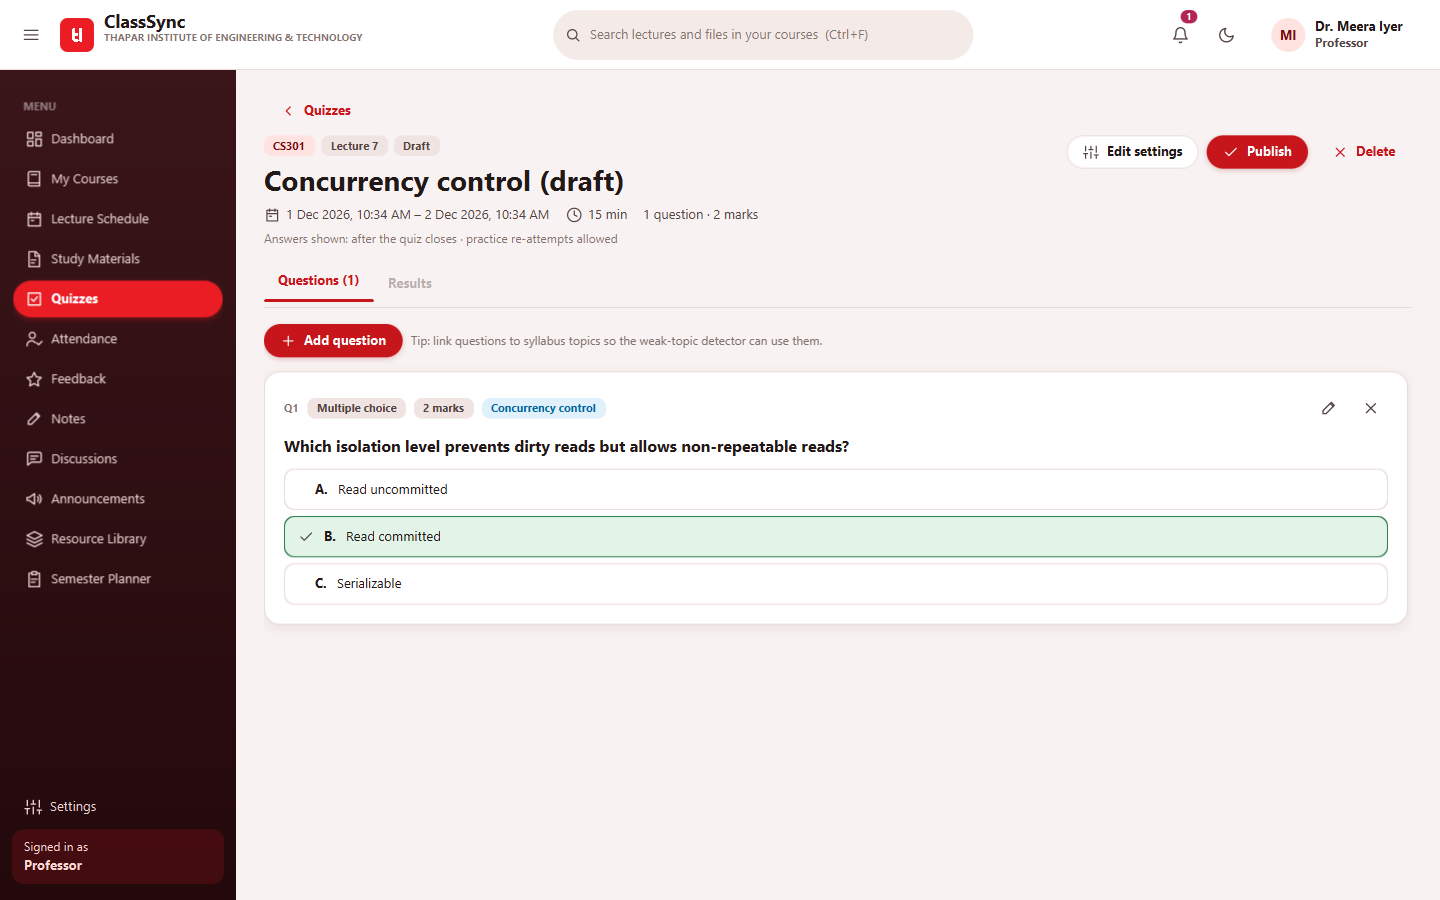 ClassSync
THAPAR INSTITUTE OF ENGINEERING & TECHNOLOGY
Search lectures and files in your courses (Ctrl+F)
1
MI
Dr. Meera Iyer
Professor
MENU
Dashboard
My Courses
Lecture Schedule
Study Materials
Quizzes
Attendance
Feedback
Notes
Discussions
Announcements
Resource Library
Semester Planner
Settings
Signed in as
Professor
Quizzes
CS301 Lecture 7 Draft
Edit settings
Publish
Delete
Concurrency control (draft)
1 Dec 2026, 10:34 AM – 2 Dec 2026, 10:34 AM 15 min 1 question · 2 marks
Answers shown: after the quiz closes · practice re-attempts allowed
Questions (1) Results
Add question Tip: link questions to syllabus topics so the weak-topic detector can use them.
Q1 Multiple choice 2 marks Concurrency control
Which isolation level prevents dirty reads but allows non-repeatable reads?
A. Read uncommitted
B. Read committed
C. Serializable